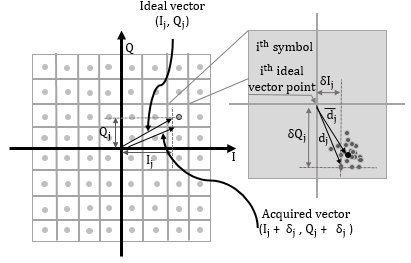 Ideal vector
(Iⱼ, Qⱼ)
Q
iᵗʰ symbol
iᵗʰ ideal
vector point
δIⱼ
d̅ⱼ
δQⱼ
dⱼ
Qⱼ
Iⱼ
I
Acquired vector
(Iⱼ + δⱼ , Qⱼ + δⱼ )